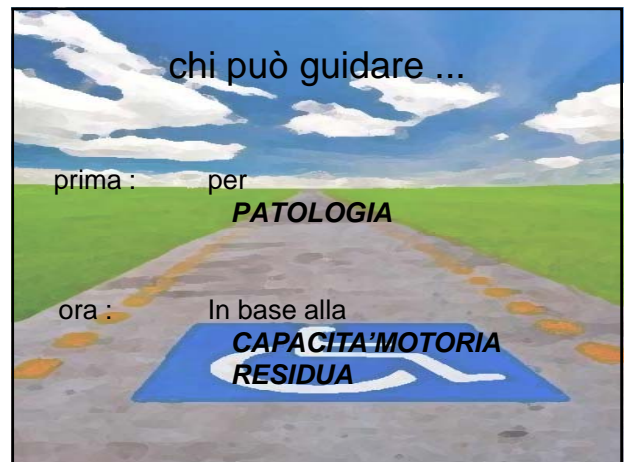 chi può guidare ...
prima : per
PATOLOGIA
ora : In base alla
CAPACITA'MOTORIA
RESIDUA